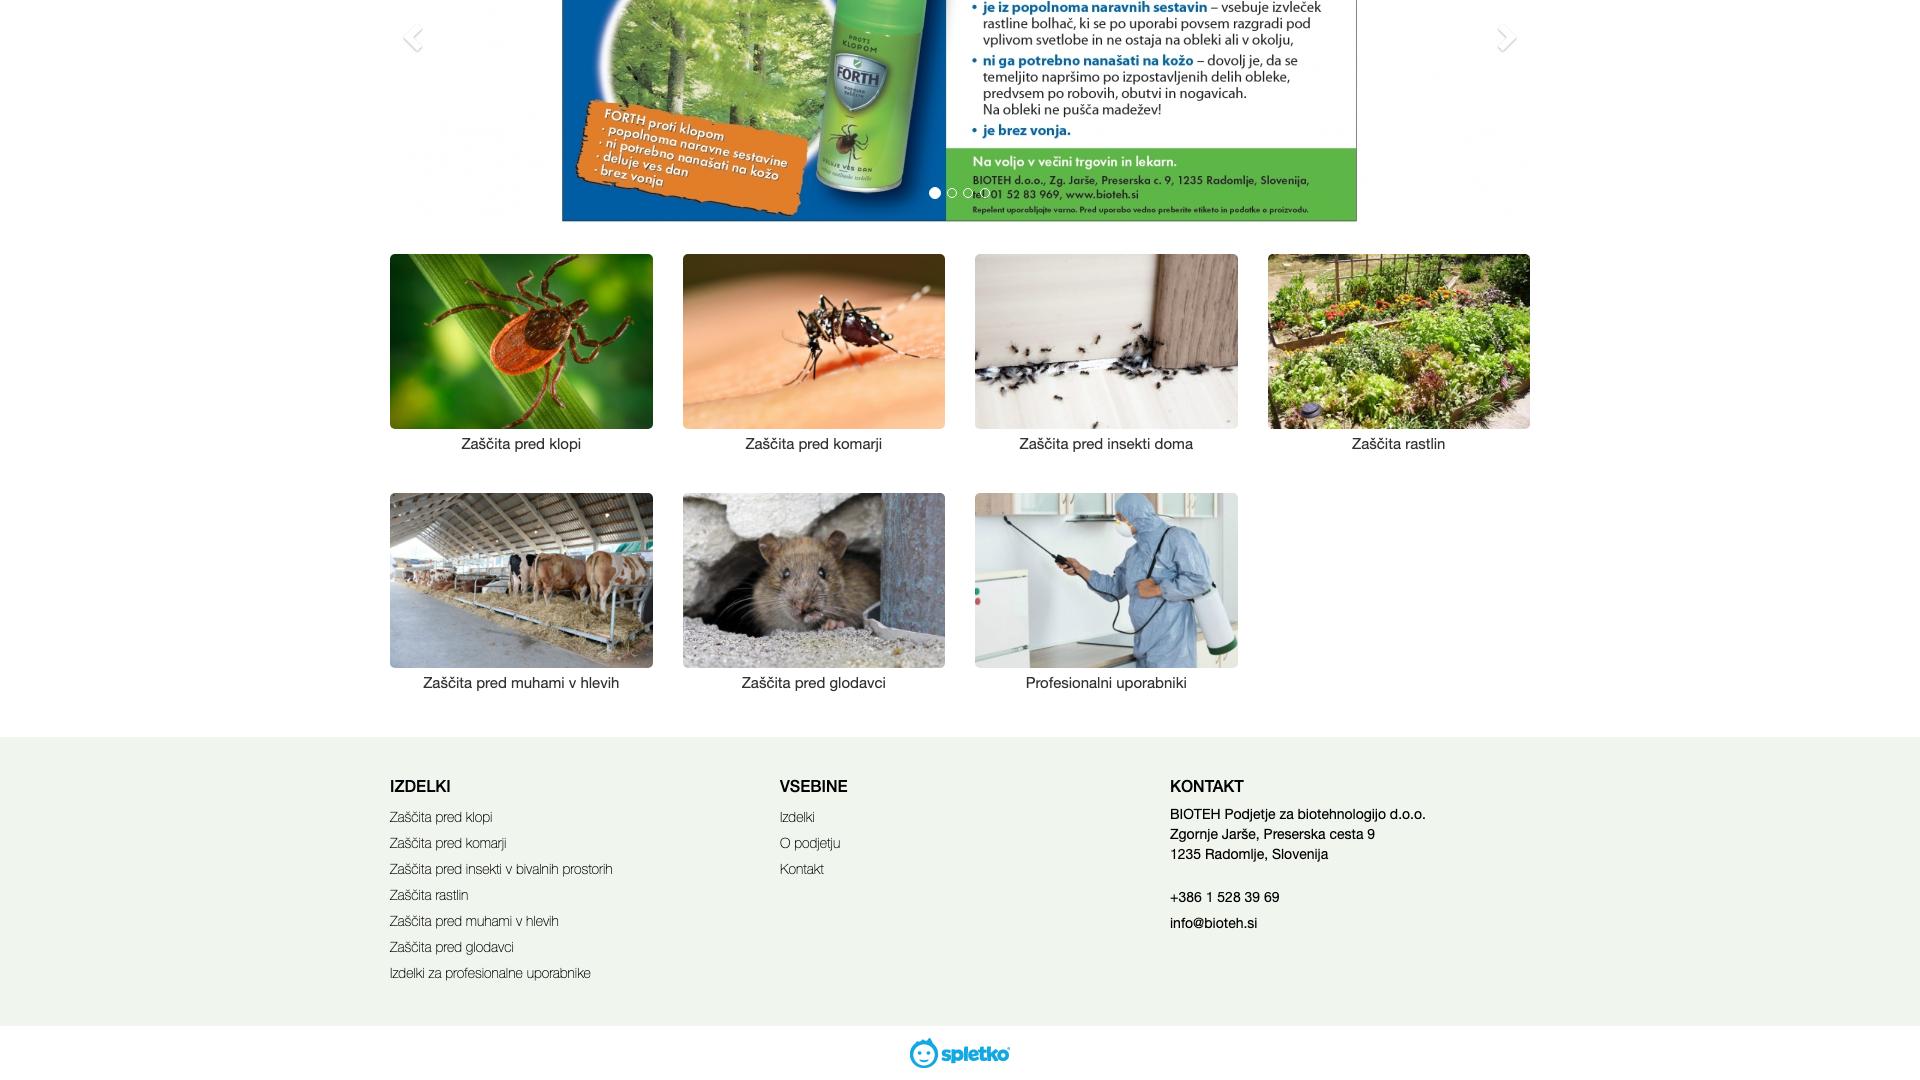 • je iz popolnoma naravnih sestavin – vsebuje izvleček
rastline bolhač, ki se po uporabi povsem razgradi pod
vplivom svetlobe in ne ostaja na obleki ali v okolju,
• ni ga potrebno nanašati na kožo – dovolj je, da se
temeljito napršimo po izpostavljenih delih obleke,
predvsem po robovih, obutvi in nogavicah.
Na obleki ne pušča madežev!
• je brez vonja.
PROTI
KLOPOM
FORTH
DELUJE VES DAN
FORTH proti klopom
- popolnoma naravne sestavine
- ni potrebno nanašati na kožo
- deluje ves dan
- brez vonja
Na voljo v večini trgovin in lekarn.
BIOTEH d.o.o., Zg. Jarše, Preserska c. 9, 1235 Radomlje, Slovenija,
tel. 01 52 83 969, www.bioteh.si
Repelent uporabljajte varno. Pred uporabo vedno preberite etiketo in podatke o proizvodu.
Zaščita pred klopi
Zaščita pred komarji
Zaščita pred insekti doma
Zaščita rastlin
Zaščita pred muhami v hlevih
Zaščita pred glodavci
Profesionalni uporabniki
IZDELKI
Zaščita pred klopi
Zaščita pred komarji
Zaščita pred insekti v bivalnih prostorih
Zaščita rastlin
Zaščita pred muhami v hlevih
Zaščita pred glodavci
Izdelki za profesionalne uporabnike
VSEBINE
Izdelki
O podjetju
Kontakt
KONTAKT
BIOTEH Podjetje za biotehnologijo d.o.o.
Zgornje Jarše, Preserska cesta 9
1235 Radomlje, Slovenija
+386 1 528 39 69
info@bioteh.si
spletko